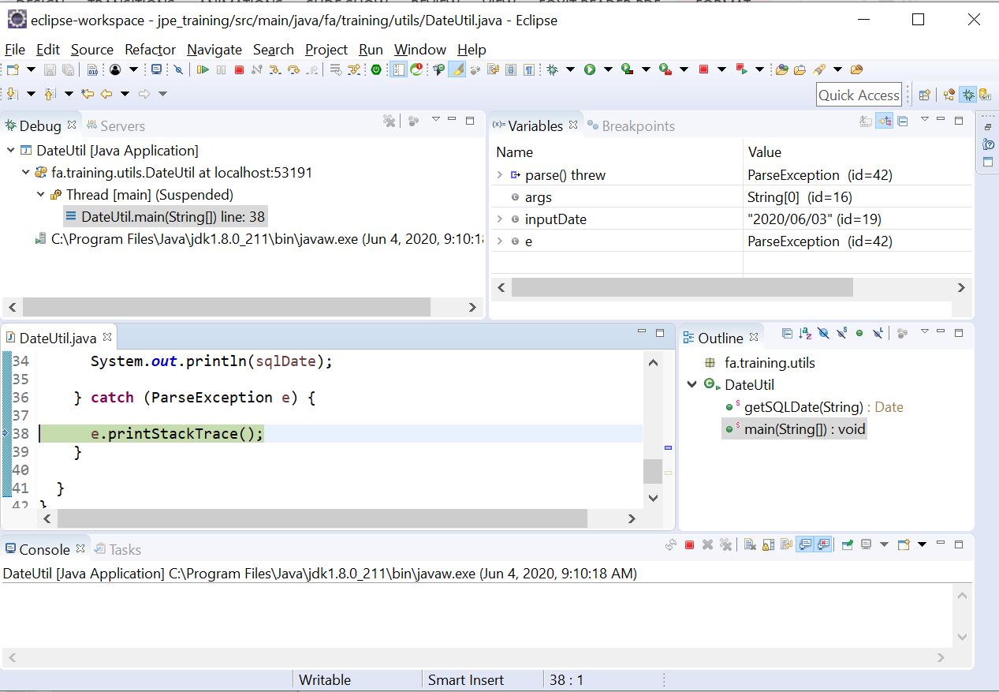 eclipse-workspace - jpe_training/src/main/java/fa/training/utils/DateUtil.java - Eclipse
File Edit Source Refactor Navigate Search Project Run Window Help
Quick Access
Debug Servers
DateUtil [Java Application]
fa.training.utils.DateUtil at localhost:53191
Thread [main] (Suspended)
DateUtil.main(String[]) line: 38
C:\Program Files\Java\jdk1.8.0_211\bin\javaw.exe (Jun 4, 2020, 9:10:18
(x)= Variables Breakpoints
Name Value
parse() threw ParseException (id=42)
args String[0] (id=16)
inputDate "2020/06/03" (id=19)
e ParseException (id=42)
DateUtil.java
34 System.out.println(sqlDate);
35
36 } catch (ParseException e) {
37
38 e.printStackTrace();
39 }
40
41 }
42 }
Outline
fa.training.utils
DateUtil
getSQLDate(String) : Date
main(String[]) : void
Console Tasks
DateUtil [Java Application] C:\Program Files\Java\jdk1.8.0_211\bin\javaw.exe (Jun 4, 2020, 9:10:18 AM)
Writable Smart Insert 38 : 1